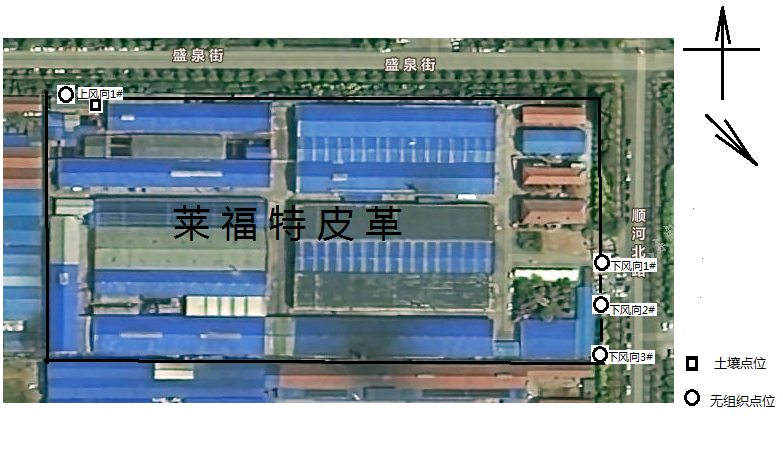 盛泉街
盛泉街
上风向1#
莱福特皮革
顺河北路
下风向1#
下风向2#
下风向3#
土壤点位
无组织点位